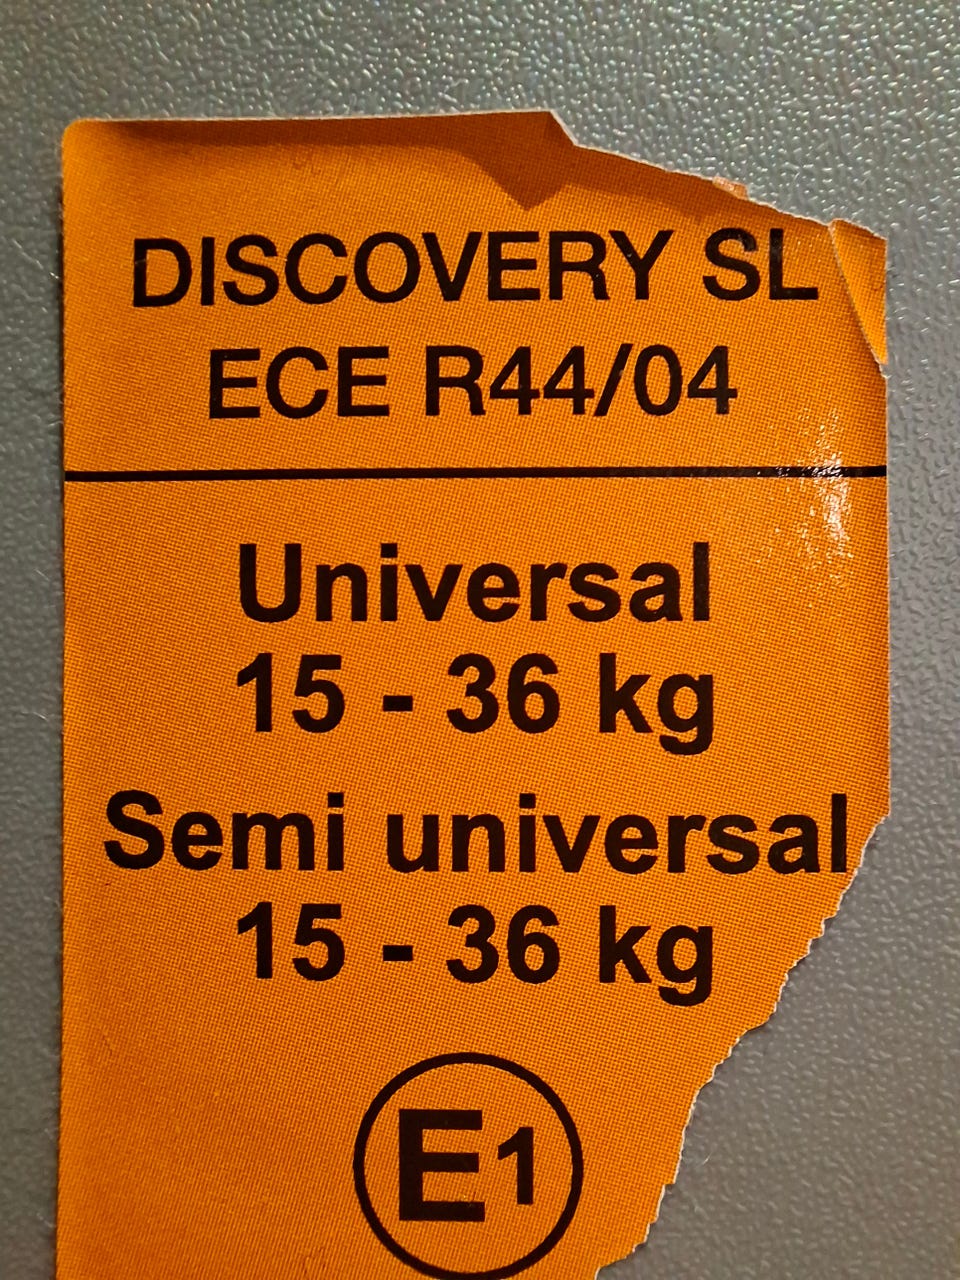 DISCOVERY SL
ECE R44/04
Universal
15 - 36 kg
Semi universal
15 - 36 kg
E1